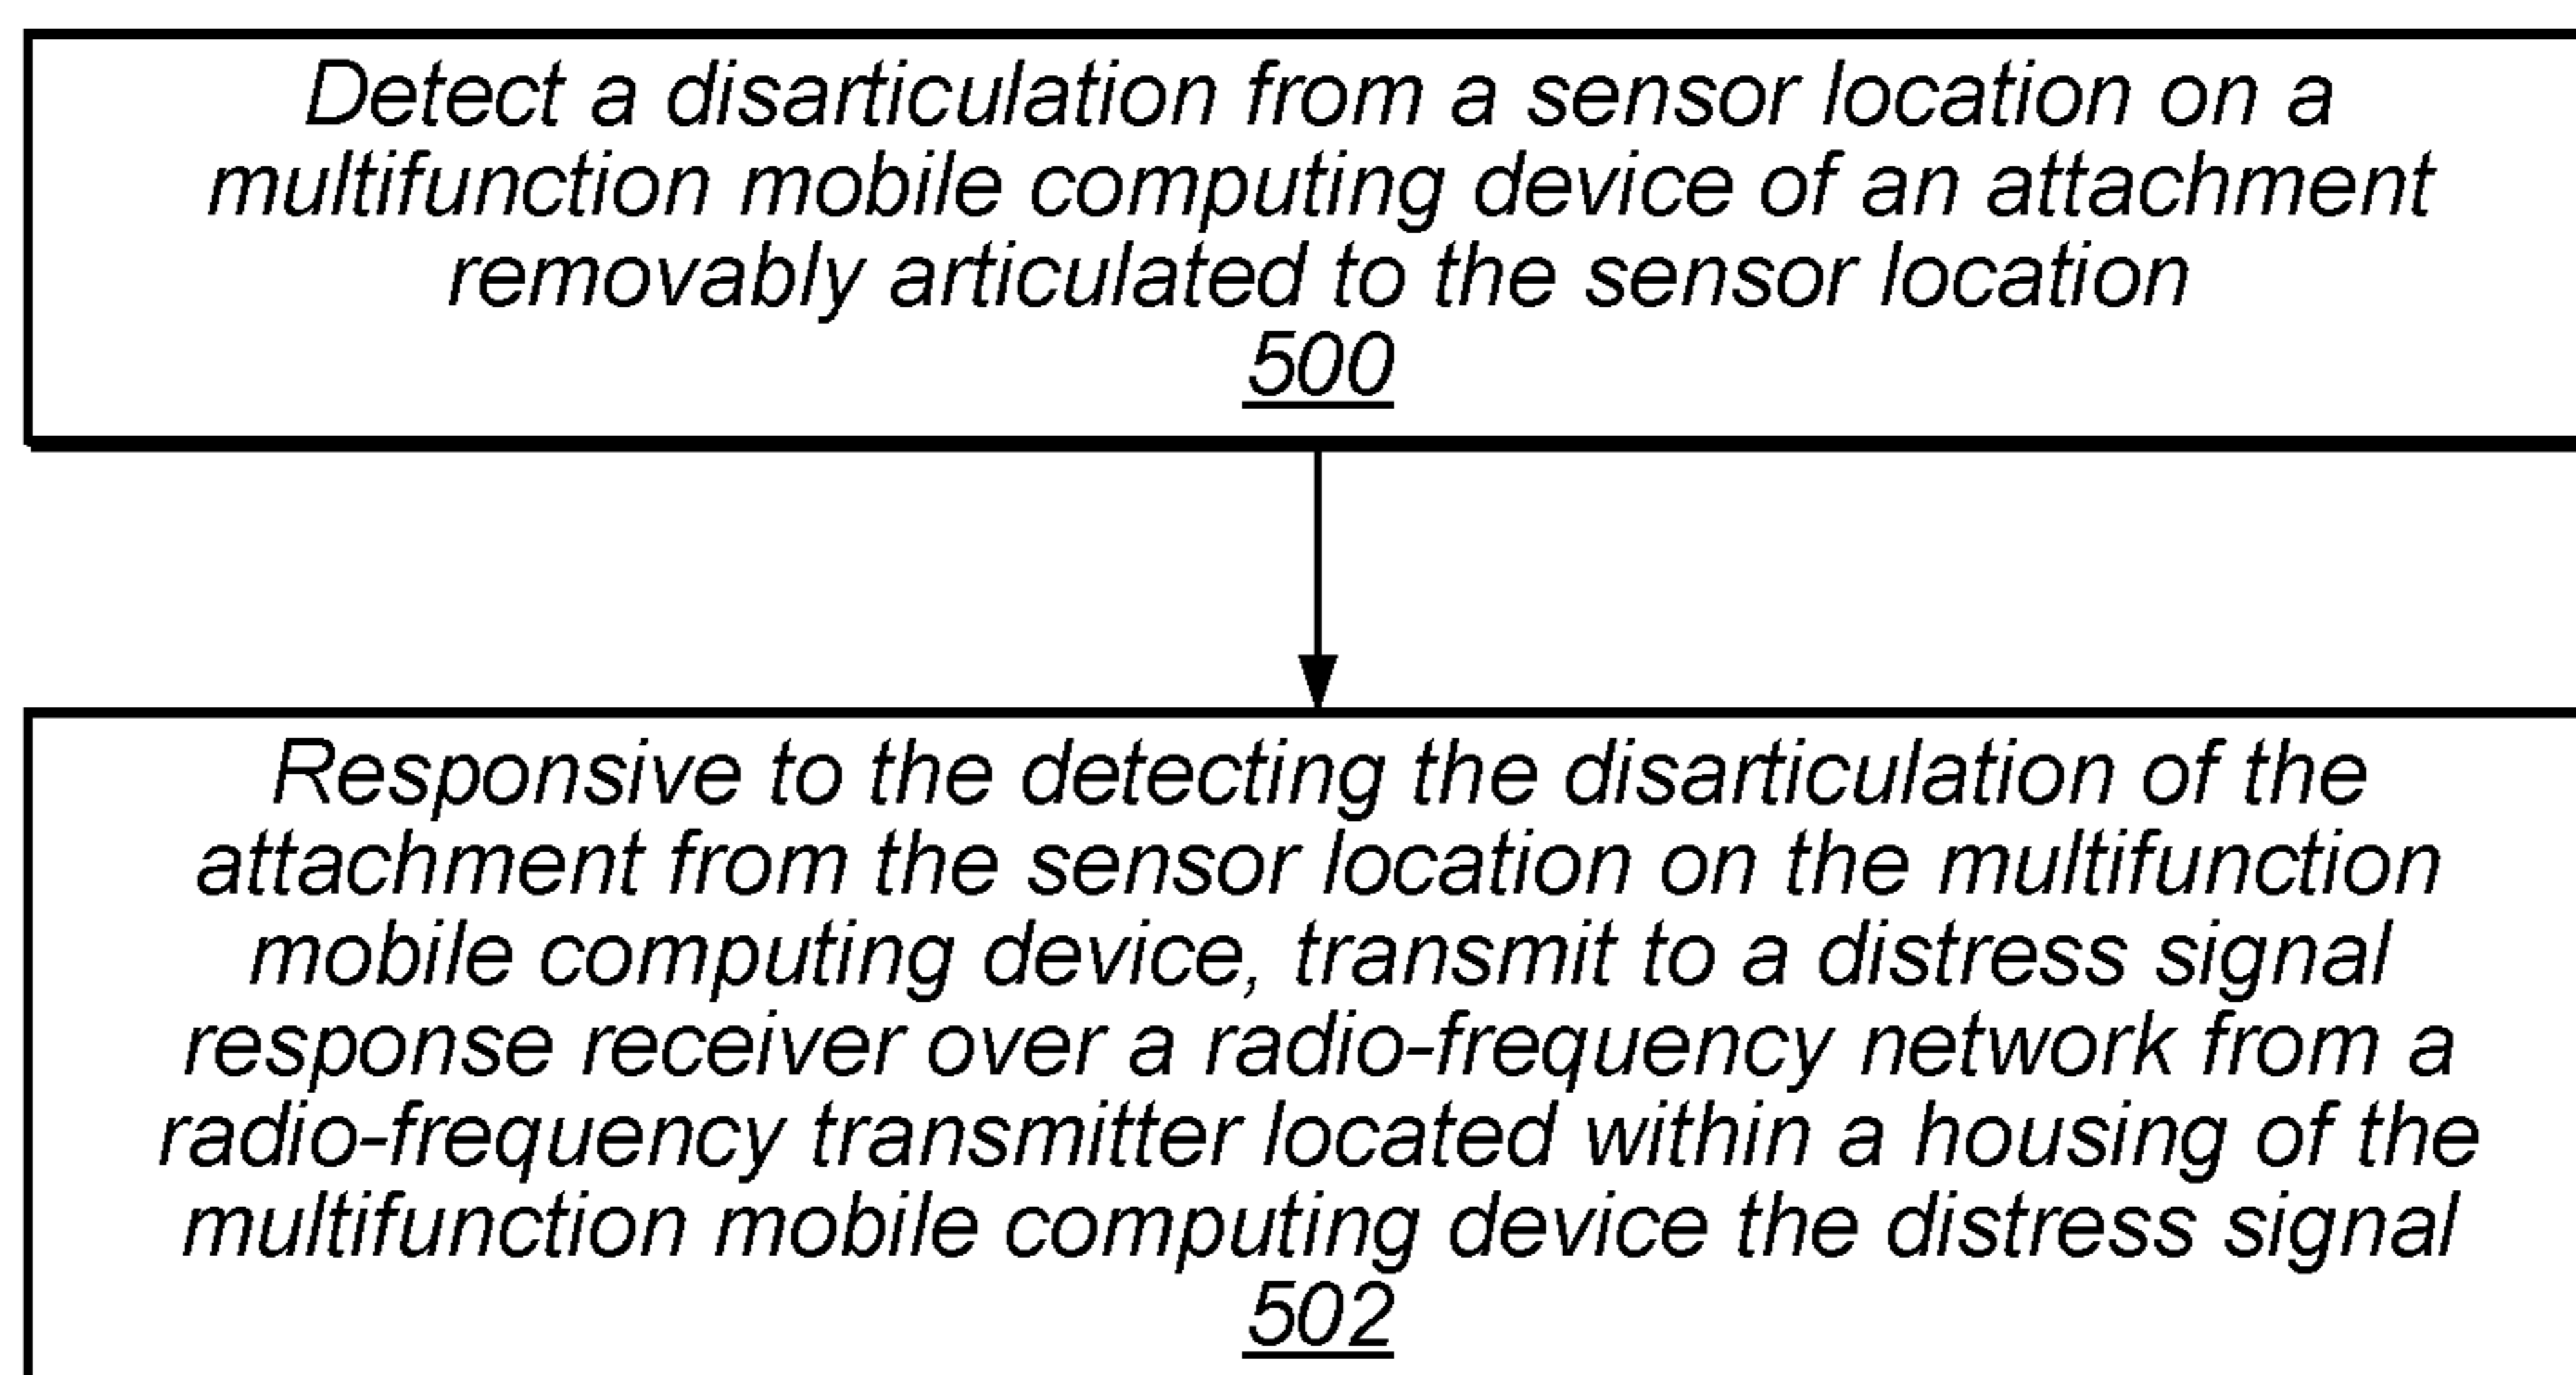 Detect a disarticulation from a sensor location on a
multifunction mobile computing device of an attachment
removably articulated to the sensor location
500
Responsive to the detecting the disarticulation of the
attachment from the sensor location on the multifunction
mobile computing device, transmit to a distress signal
response receiver over a radio-frequency network from a
radio-frequency transmitter located within a housing of the
multifunction mobile computing device the distress signal
502